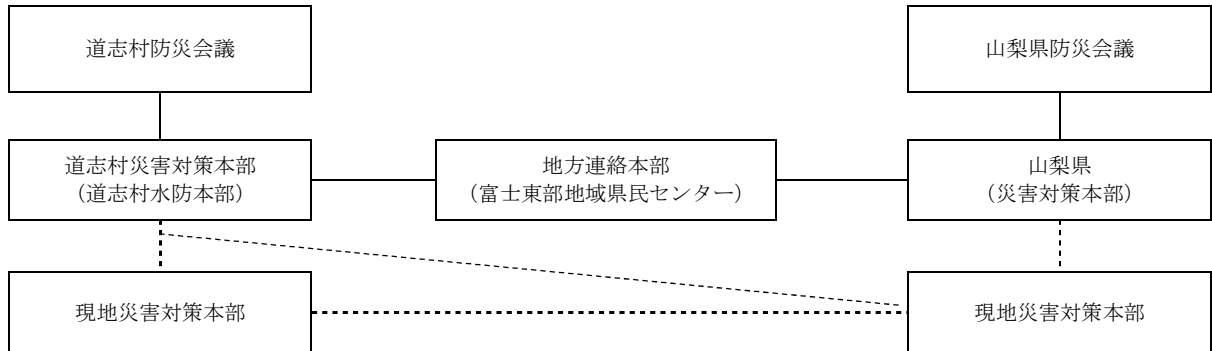 道志村防災会議
山梨県防災会議
道志村災害対策本部
（道志村水防本部）
地方連絡本部
（富士東部地域県民センター）
山梨県
（災害対策本部）
現地災害対策本部
現地災害対策本部